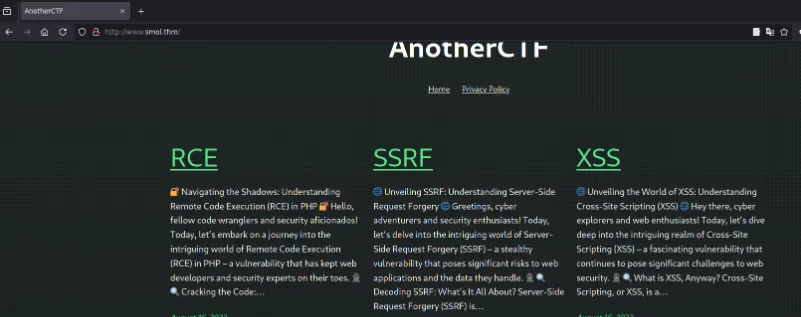 AnotherCTF
http://www.smol.thm/
AnotherCTF
Home Privacy Policy
RCE
🔐 Navigating the Shadows: Understanding
Remote Code Execution (RCE) in PHP 🔐 Hello,
fellow code wranglers and security aficionados!
Today, let's embark on a journey into the
intriguing world of Remote Code Execution
(RCE) in PHP – a vulnerability that has kept web
developers and security experts on their toes. 🕵
🔍 Cracking the Code:…
August 16, 2023
SSRF
🌐 Unveiling SSRF: Understanding Server-Side
Request Forgery 🌐 Greetings, cyber
adventurers and security enthusiasts! Today,
let's delve into the intriguing world of Server-
Side Request Forgery (SSRF) – a stealthy
vulnerability that poses significant risks to web
applications and the data they handle. 🕵 🔍
Decoding SSRF: What's It All About? Server-Side
Request Forgery (SSRF) is…
XSS
🌐 Unveiling the World of XSS: Understanding
Cross-Site Scripting (XSS) 🌐 Hey there, cyber
explorers and web enthusiasts! Today, let's dive
deep into the intriguing realm of Cross-Site
Scripting (XSS) – a fascinating vulnerability that
continues to pose significant challenges to web
security. 🕵 🔍 What is XSS, Anyway? Cross-Site
Scripting, or XSS, is a…